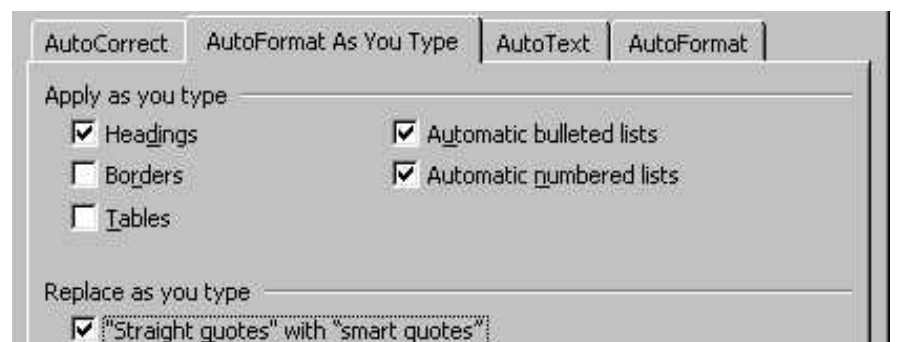 AutoCorrect AutoFormat As You Type AutoText AutoFormat
Apply as you type
Headings Automatic bulleted lists
Borders Automatic numbered lists
Tables
Replace as you type
"Straight quotes" with “smart quotes”